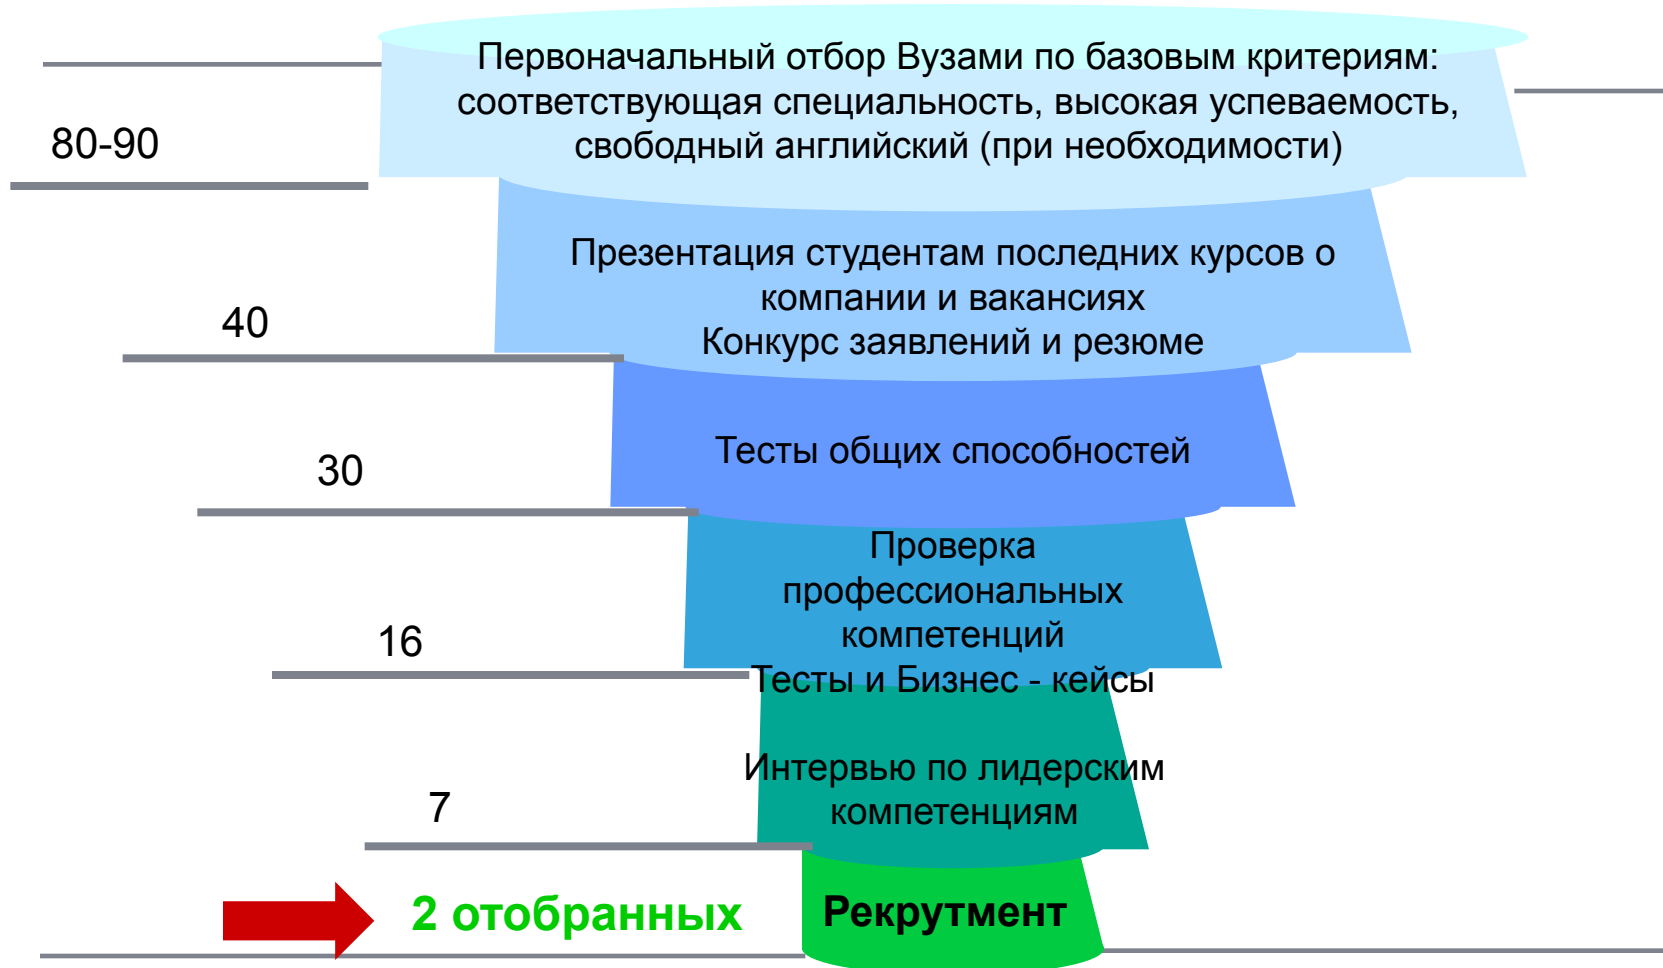 Первоначальный отбор Вузами по базовым критериям:
соответствующая специальность, высокая успеваемость,
свободный английский (при необходимости)
80-90
Презентация студентам последних курсов о
компании и вакансиях
Конкурс заявлений и резюме
40
Тесты общих способностей
30
Проверка
профессиональных
компетенций
Тесты и Бизнес - кейсы
16
Интервью по лидерским
компетенциям
7
2 отобранных
Рекрутмент